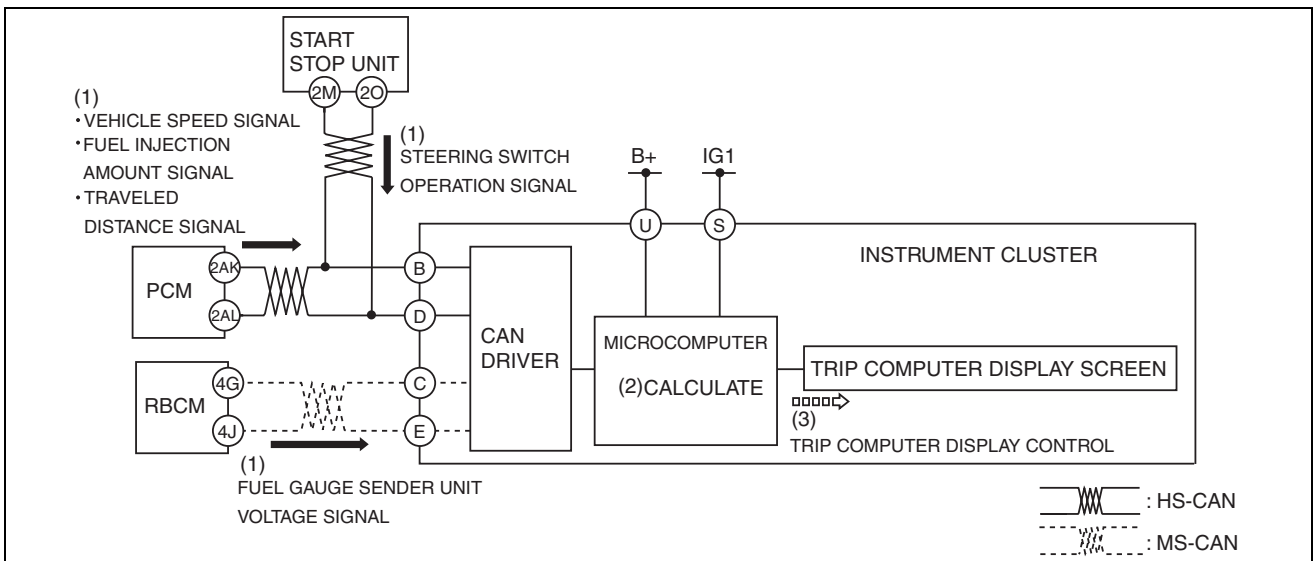 START
STOP UNIT
2M 2O
(1)
・VEHICLE SPEED SIGNAL
・FUEL INJECTION
AMOUNT SIGNAL
・TRAVELED
DISTANCE SIGNAL
(1)
STEERING SWITCH
OPERATION SIGNAL
B+ IG1
U S
INSTRUMENT CLUSTER
PCM
2AK
2AL
B
D
CAN
DRIVER
MICROCOMPUTER
(2)CALCULATE
TRIP COMPUTER DISPLAY SCREEN
(3)
TRIP COMPUTER DISPLAY CONTROL
RBCM
4G
4J
C
E
(1)
FUEL GAUGE SENDER UNIT
VOLTAGE SIGNAL
: HS-CAN
: MS-CAN